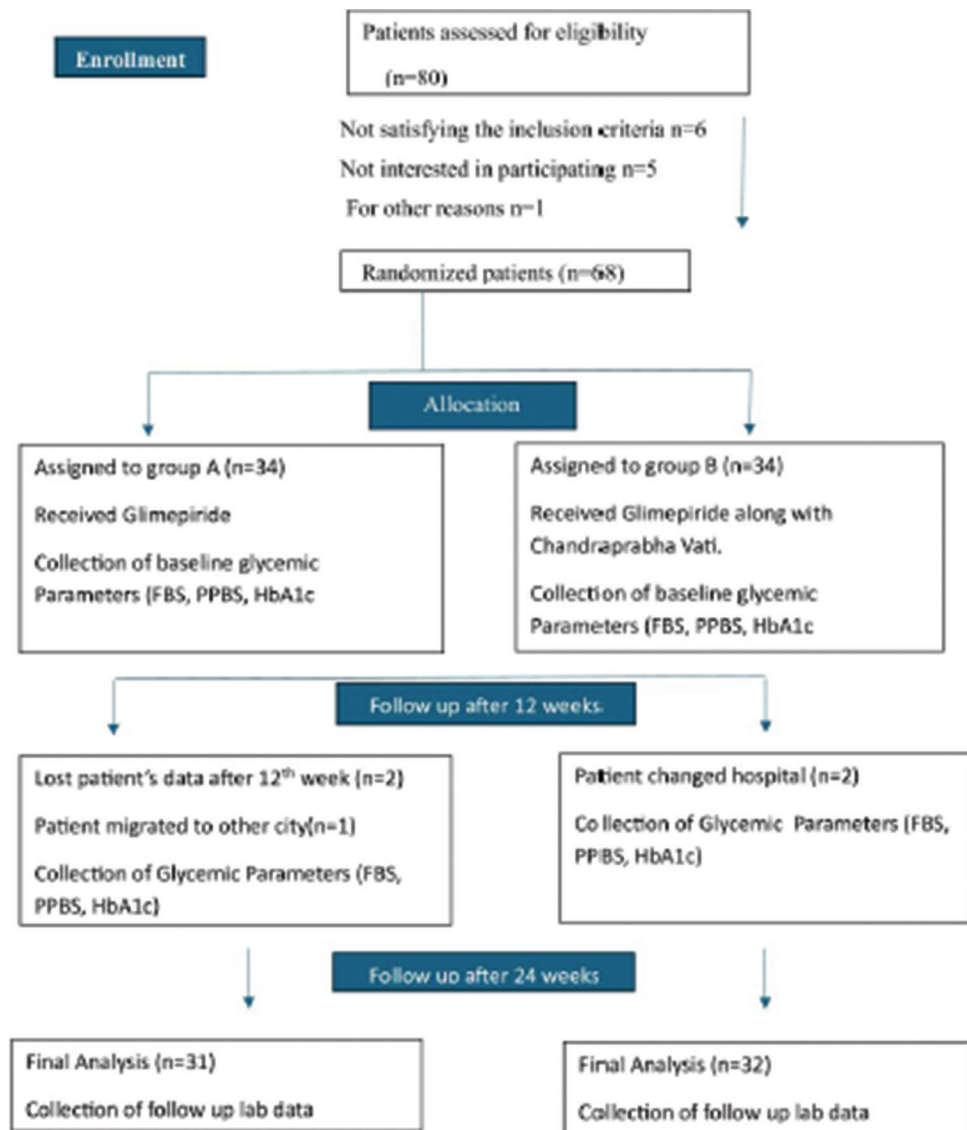 Enrollment
Patients assessed for eligibility
(n=80)
Not satisfying the inclusion criteria n=6
Not interested in participating n=5
For other reasons n=1
Randomized patients (n=68)
Allocation
Assigned to group A (n=34)
Received Glimepiride
Collection of baseline glycemic
Parameters (FBS, PPBS, HbA1c
Assigned to group B (n=34)
Received Glimepiride along with
Chandraprabha Vati.
Collection of baseline glycemic
Parameters (FBS, PPBS, HbA1c
Follow up after 12 weeks.
Lost patient's data after 12th week (n=2)
Patient migrated to other city(n=1)
Collection of Glycemic Parameters (FBS,
PPBS, HbA1c)
Patient changed hospital (n=2)
Collection of Glycemic Parameters (FBS,
PPBS, HbA1c)
Follow up after 24 weeks
Final Analysis (n=31)
Collection of follow up lab data
Final Analysis (n=32)
Collection of follow up lab data